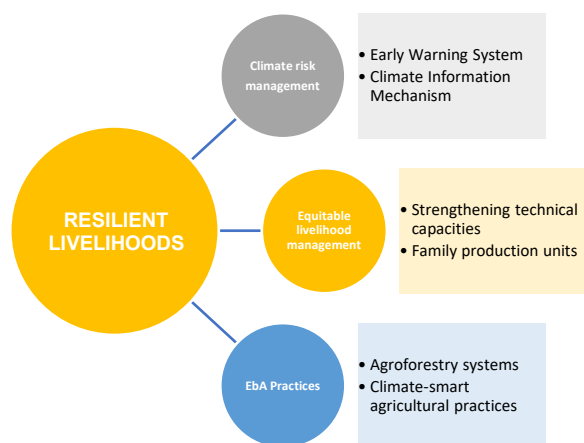 RESILIENT
LIVELIHOODS
Climate risk
management
• Early Warning System
• Climate Information
Mechanism
Equitable
livelihood
management
• Strengthening technical
capacities
• Family production units
EbA Practices
• Agroforestry systems
• Climate-smart
agricultural practices